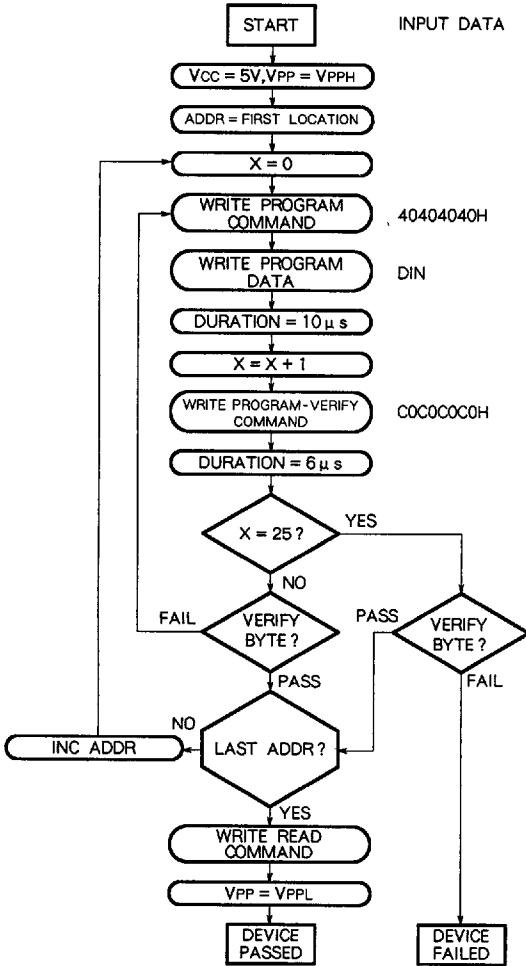 START
INPUT DATA
VCC = 5V, VPP = VPPH
ADDR = FIRST LOCATION
X = 0
WRITE PROGRAM
COMMAND
40404040H
WRITE PROGRAM
DATA
DIN
DURATION = 10 μs
X = X + 1
WRITE PROGRAM-VERIFY
COMMAND
C0C0C0C0H
DURATION = 6 μs
X = 25?
YES
NO
FAIL
VERIFY
BYTE?
PASS
VERIFY
BYTE?
PASS
FAIL
NO
INC ADDR
LAST ADDR?
YES
WRITE READ
COMMAND
VPP = VPPL
DEVICE
PASSED
DEVICE
FAILED